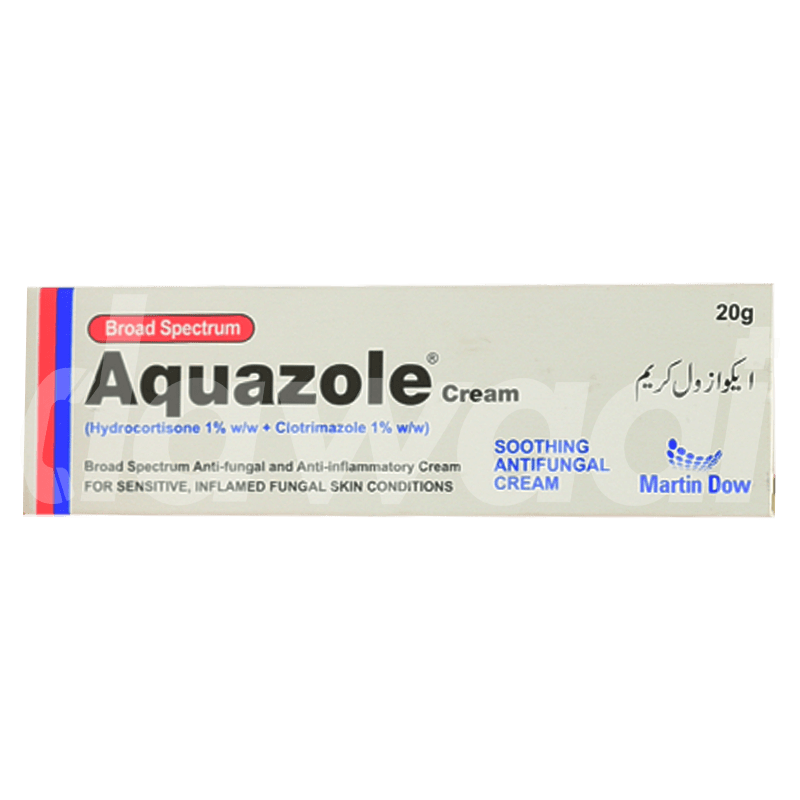 Broad Spectrum
20g
Aquazole® Cream
ایکوازول کریم
(Hydrocortisone 1% w/w + Clotrimazole 1% w/w)
Broad Spectrum Anti-fungal and Anti-inflammatory Cream
FOR SENSITIVE, INFLAMED FUNGAL SKIN CONDITIONS
SOOTHING
ANTIFUNGAL
CREAM
Martin Dow
dawaai